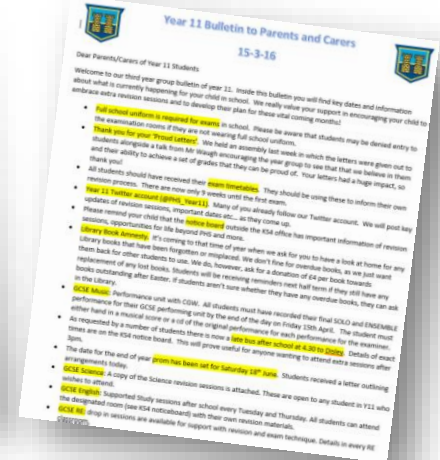 Year 11 Bulletin to Parents and Carers
15-3-16
Dear Parents/Carers of Year 11 Students
Welcome to our third year group bulletin of year 11. Inside this bulletin you will find key dates and information
about what is currently happening for your child in school. We really value your support in encouraging your child to
embrace extra revision sessions and to develop their plan for these vital coming months!
• Full school uniform is required for exams in school. Please be aware that students may be denied entry to
the examination rooms if they are not wearing full school uniform.
• Thank you for your 'Proud Letters'. We held an assembly last week in which the letters were given out to
students alongside a talk from Mr Waugh encouraging the year group to see that that we believe in them
and their ability to achieve a set of grades that they can be proud of. Your letters had a huge impact, so
thank you!
• All students should have received their exam timetables. They should be using these to inform their own
revision process. There are now only 9 weeks until the first exam.
• Year 11 Twitter account (@PHS_Year11). Many of you already follow our Twitter account. We will post key
updates of revision sessions, important dates etc... as they come up.
• Please remind your child that the notice board outside the KS4 office has important information of revision
sessions, opportunities for life beyond PHS and more.
• Library Book Amnesty. It's coming to that time of year when we ask for you to have a look at home for any
Library books that have been forgotten or misplaced. We don't fine for overdue books, as we just want
them back for other students to use. We do, however, ask for a donation of £4 per book towards
replacement of any lost books. Students will be receiving reminders next half term if they still have any
books outstanding after Easter. If students aren't sure whether they have any overdue books, they can ask
in the Library.
• GCSE Music: Performance unit with CGW. All students must have recorded their final SOLO and ENSEMBLE
performance for their GCSE performing unit by the end of the day on Friday 15th April. The student must
either hand in a musical score or a cd of the original performance for each performance for the examiner.
• As requested by a number of students there is now a late bus after school at 4.30 to Disley. Details of exact
times are on the KS4 notice board. This will prove useful for anyone wanting to attend extra sessions after
3pm.
• The date for the end of year prom has been set for Saturday 18th June. Students received a letter outlining
arrangements today.
• GCSE Science: A copy of the Science revision sessions is attached. These are open to any student in Y11 who
wishes to attend.
• GCSE English: Supported Study Sessions after school every Tuesday and Thursday. All students can attend
the designated room (see KS4 noticeboard) with their own revision materials.
• GCSE RE: drop in sessions are available for support with revision and exam technique. Details in every RE